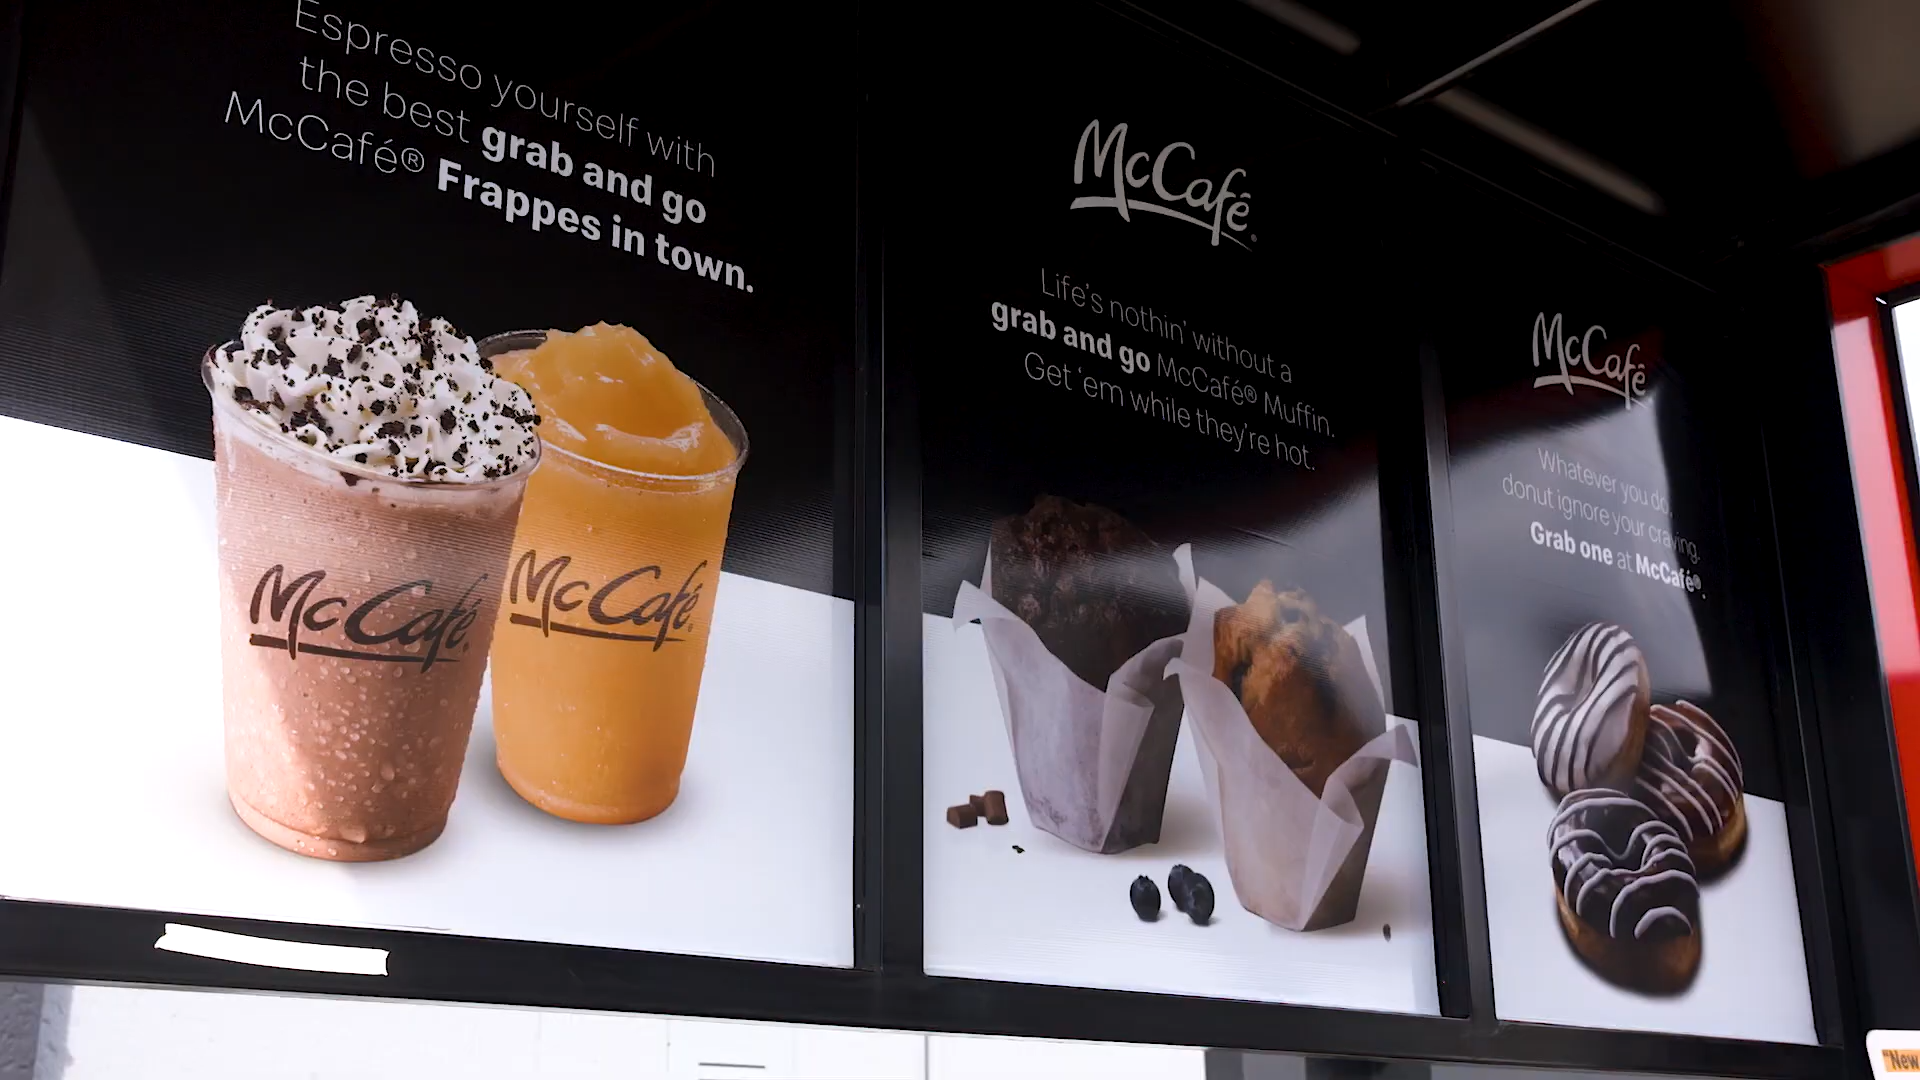 Espresso yourself with
the best grab and go
McCafé® Frappes in town.
McCafé®
McCafé®
McCafé®
Life's nothin' without a
grab and go McCafé® Muffin.
Get 'em while they're hot.
McCafé
Whatever you do,
donut ignore your craving.
Grab one at McCafé®.
"New